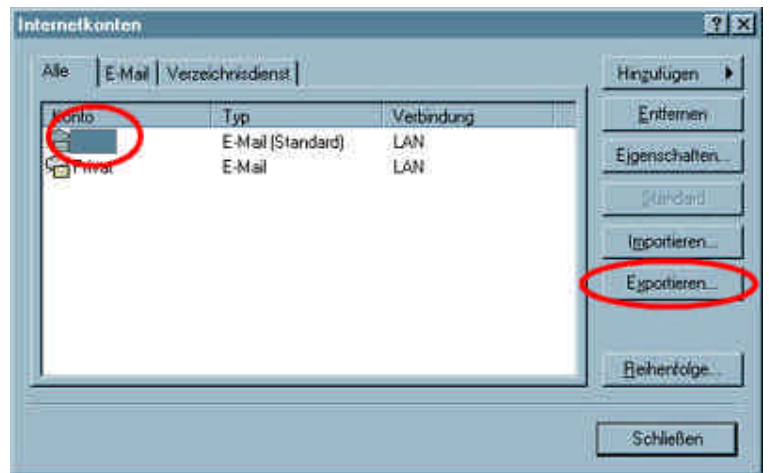 Internetkonten
Alle E-Mail Verzeichnisdienst
Konto Typ Verbindung
E-Mail (Standard) LAN
Privat E-Mail LAN
Hinzufügen
Entfernen
Eigenschaften...
Standard
Importieren...
Exportieren...
Reihenfolge...
Schließen